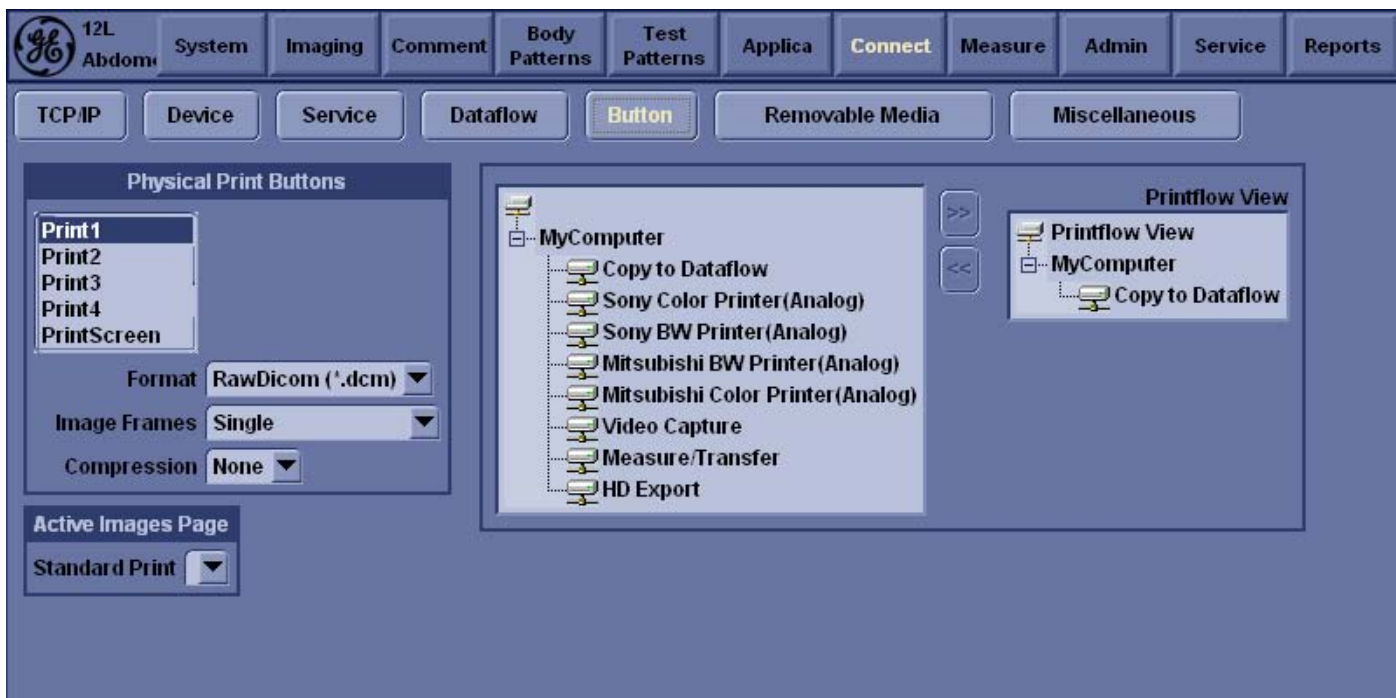 12L
Abdome
System
Imaging
Comment
Body
Patterns
Test
Patterns
Applica
Connect
Measure
Admin
Service
Reports
TCP/IP
Device
Service
Dataflow
Button
Removable Media
Miscellaneous
Physical Print Buttons
Print1
Print2
Print3
Print4
PrintScreen
Format RawDicom (*.dcm)
Image Frames Single
Compression None
Active Images Page
Standard Print
MyComputer
Copy to Dataflow
Sony Color Printer(Analog)
Sony BW Printer(Analog)
Mitsubishi BW Printer(Analog)
Mitsubishi Color Printer(Analog)
Video Capture
Measure/Transfer
HD Export
>>
<<
Printflow View
Printflow View
MyComputer
Copy to Dataflow